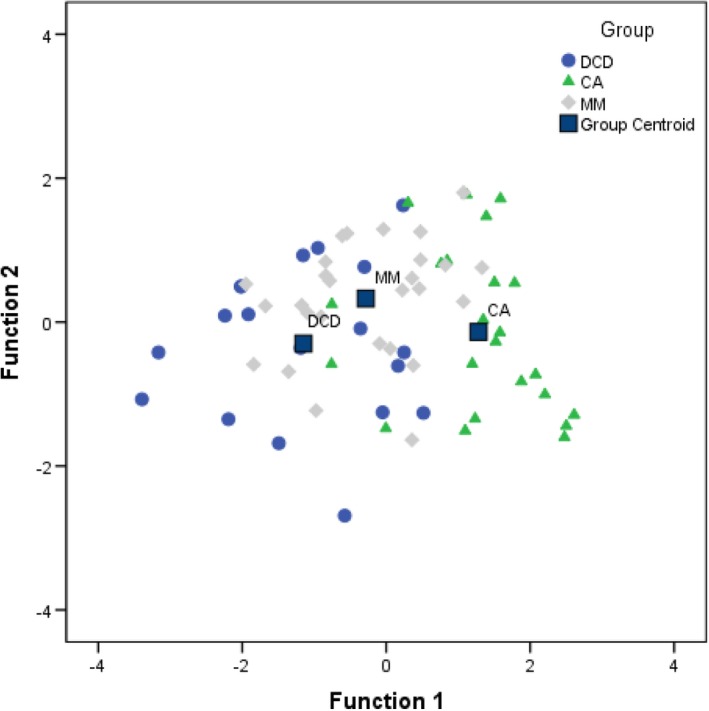 Group
DCD
CA
MM
Group Centroid
4
2
0
-2
-4
Function 2
MM
DCD
CA
-4
-2
0
2
4
Function 1